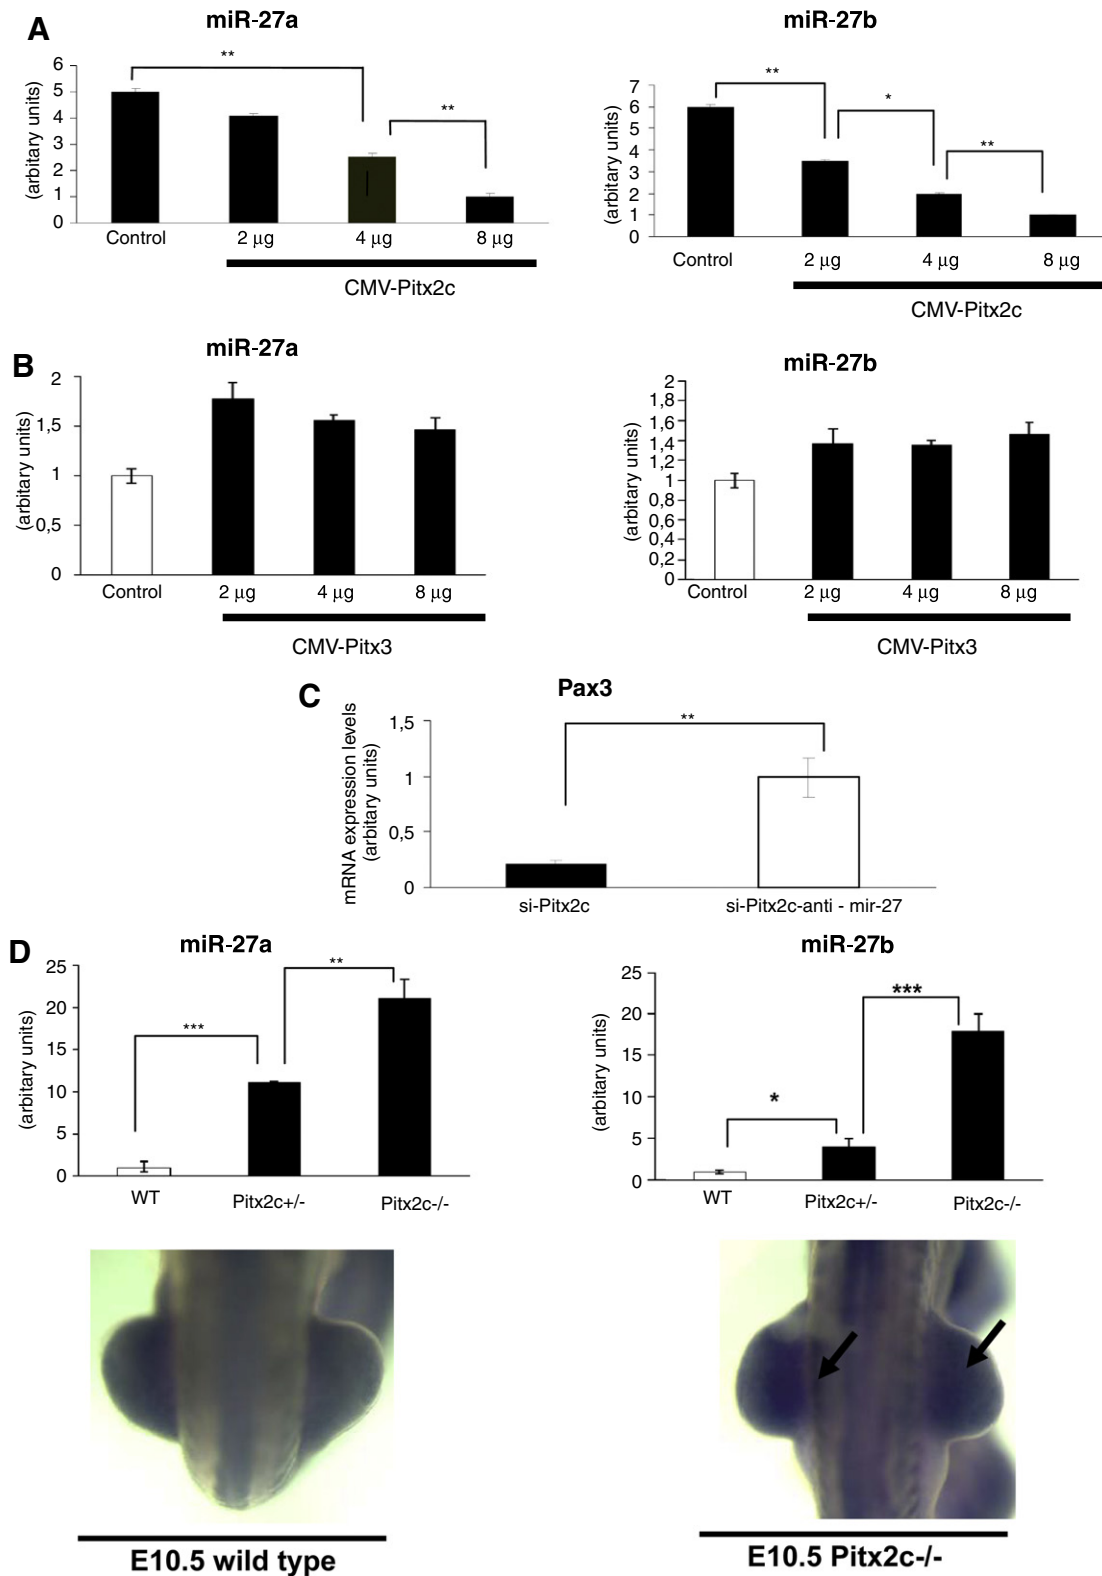 A
miR-27a
miR-27b
(arbitary units)
6
5
4
3
2
1
0
**
**
Control
2 μg
4 μg
8 μg
CMV-Pitx2c
(arbitary units)
7
6
5
4
3
2
1
0
**
*
**
Control
2 μg
4 μg
8 μg
CMV-Pitx2c
B
miR-27a
miR-27b
(arbitary units)
2
1,5
1
0,5
0
Control
2 μg
4 μg
8 μg
CMV-Pitx3
(arbitary units)
2
1,8
1,6
1,4
1,2
1
0,8
0,6
0,4
0,2
0
Control
2 μg
4 μg
8 μg
CMV-Pitx3
C
Pax3
mRNA expression levels
(arbitary units)
1,5
1
0,5
0
**
si-Pitx2c
si-Pitx2c-anti - mir-27
D
miR-27a
miR-27b
(arbitary units)
25
20
15
10
5
0
***
**
WT
Pitx2c+/-
Pitx2c-/-
(arbitary units)
25
20
15
10
5
0
*
***
WT
Pitx2c+/-
Pitx2c-/-
E10.5 wild type
E10.5 Pitx2c-/-